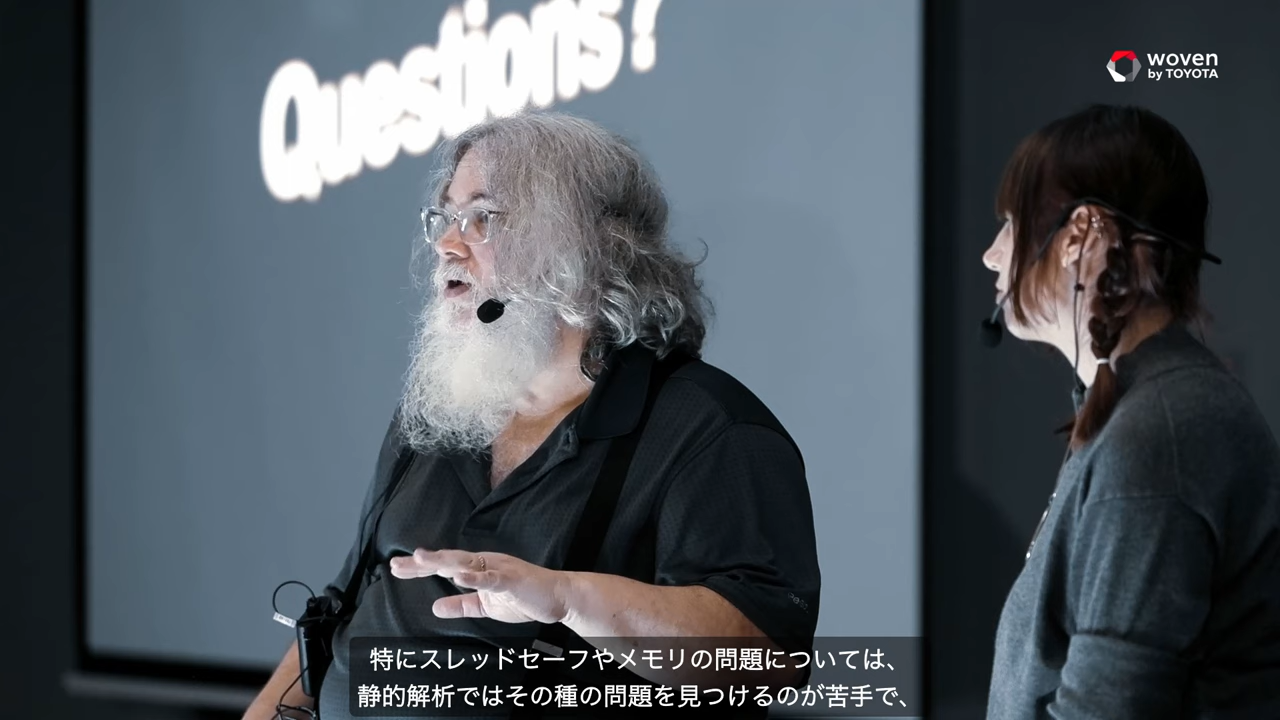 Questions?
woven
by TOYOTA
特にスレッドセーフやメモリの問題については、
静的解析ではその種の問題を見つけるのが苦手で、